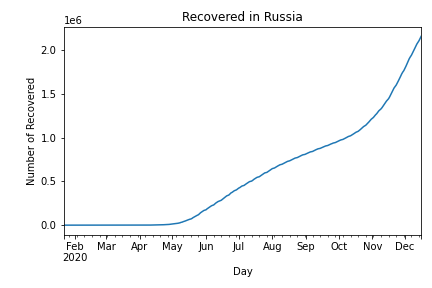 Recovered in Russia
1e6
2.0
1.5
1.0
0.5
0.0
Number of Recovered
Feb Mar Apr May Jun Jul Aug Sep Oct Nov Dec
2020
Day